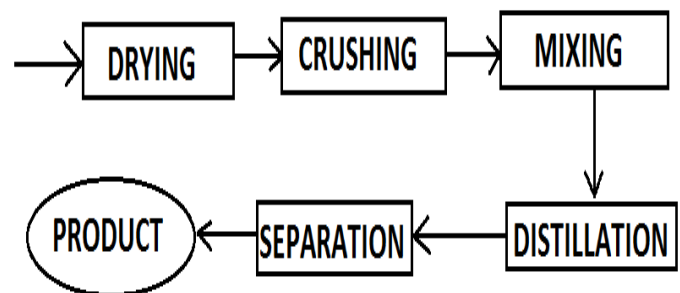 DRYING
CRUSHING
MIXING
DISTILLATION
SEPARATION
PRODUCT